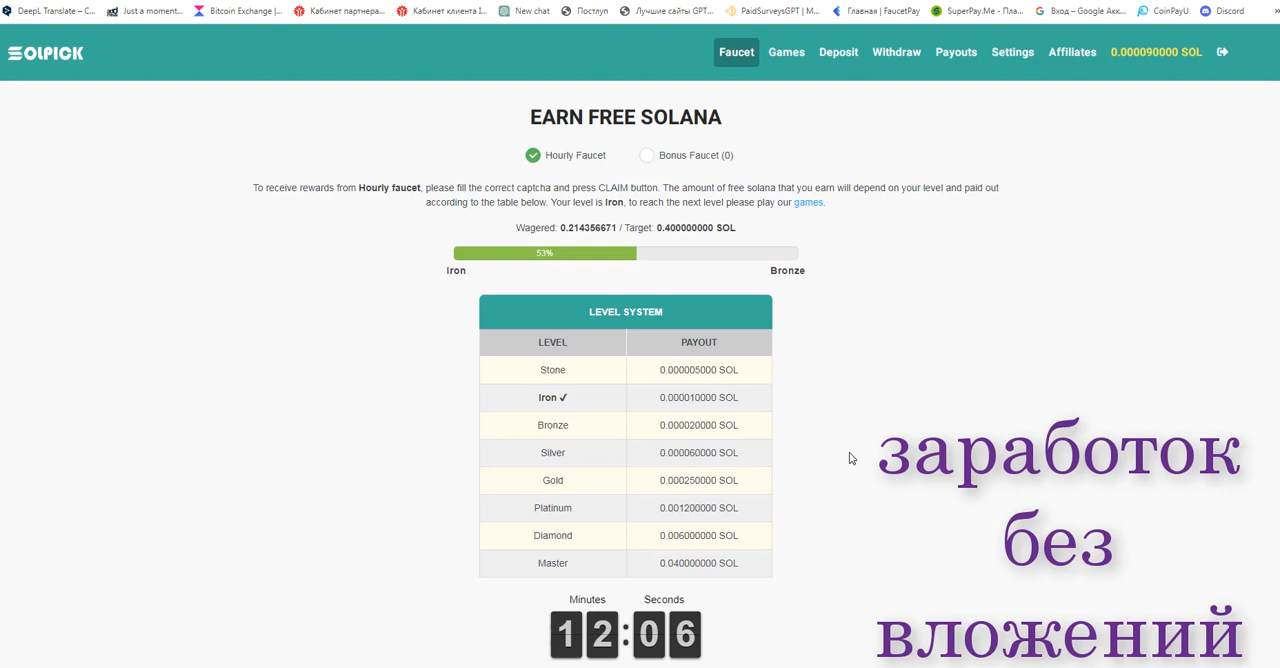 DeepL Translate – C...
Just a moment...
Bitcoin Exchange |...
Кабинет партнера...
Кабинет клиента I...
New chat
Постлуп
Лучшие сайты GPT...
PaidSurveysGPT | M...
Главная | FaucetPay
SuperPay.Me - Пла...
Вход – Google Акк...
CoinPayU
Discord
SOLPICK
Faucet
Games
Deposit
Withdraw
Payouts
Settings
Affiliates
0.000090000 SOL
EARN FREE SOLANA
Hourly Faucet
Bonus Faucet (0)
To receive rewards from Hourly faucet, please fill the correct captcha and press CLAIM button. The amount of free solana that you earn will depend on your level and paid out
according to the table below. Your level is Iron, to reach the next level please play our games.
Wagered: 0.214356671 / Target: 0.400000000 SOL
53%
Iron
Bronze
LEVEL SYSTEM
LEVEL PAYOUT
Stone 0.000005000 SOL
Iron ✓ 0.000010000 SOL
Bronze 0.000020000 SOL
Silver 0.000060000 SOL
Gold 0.000250000 SOL
Platinum 0.001200000 SOL
Diamond 0.006000000 SOL
Master 0.040000000 SOL
Minutes Seconds
12:06
заработок
без
вложений